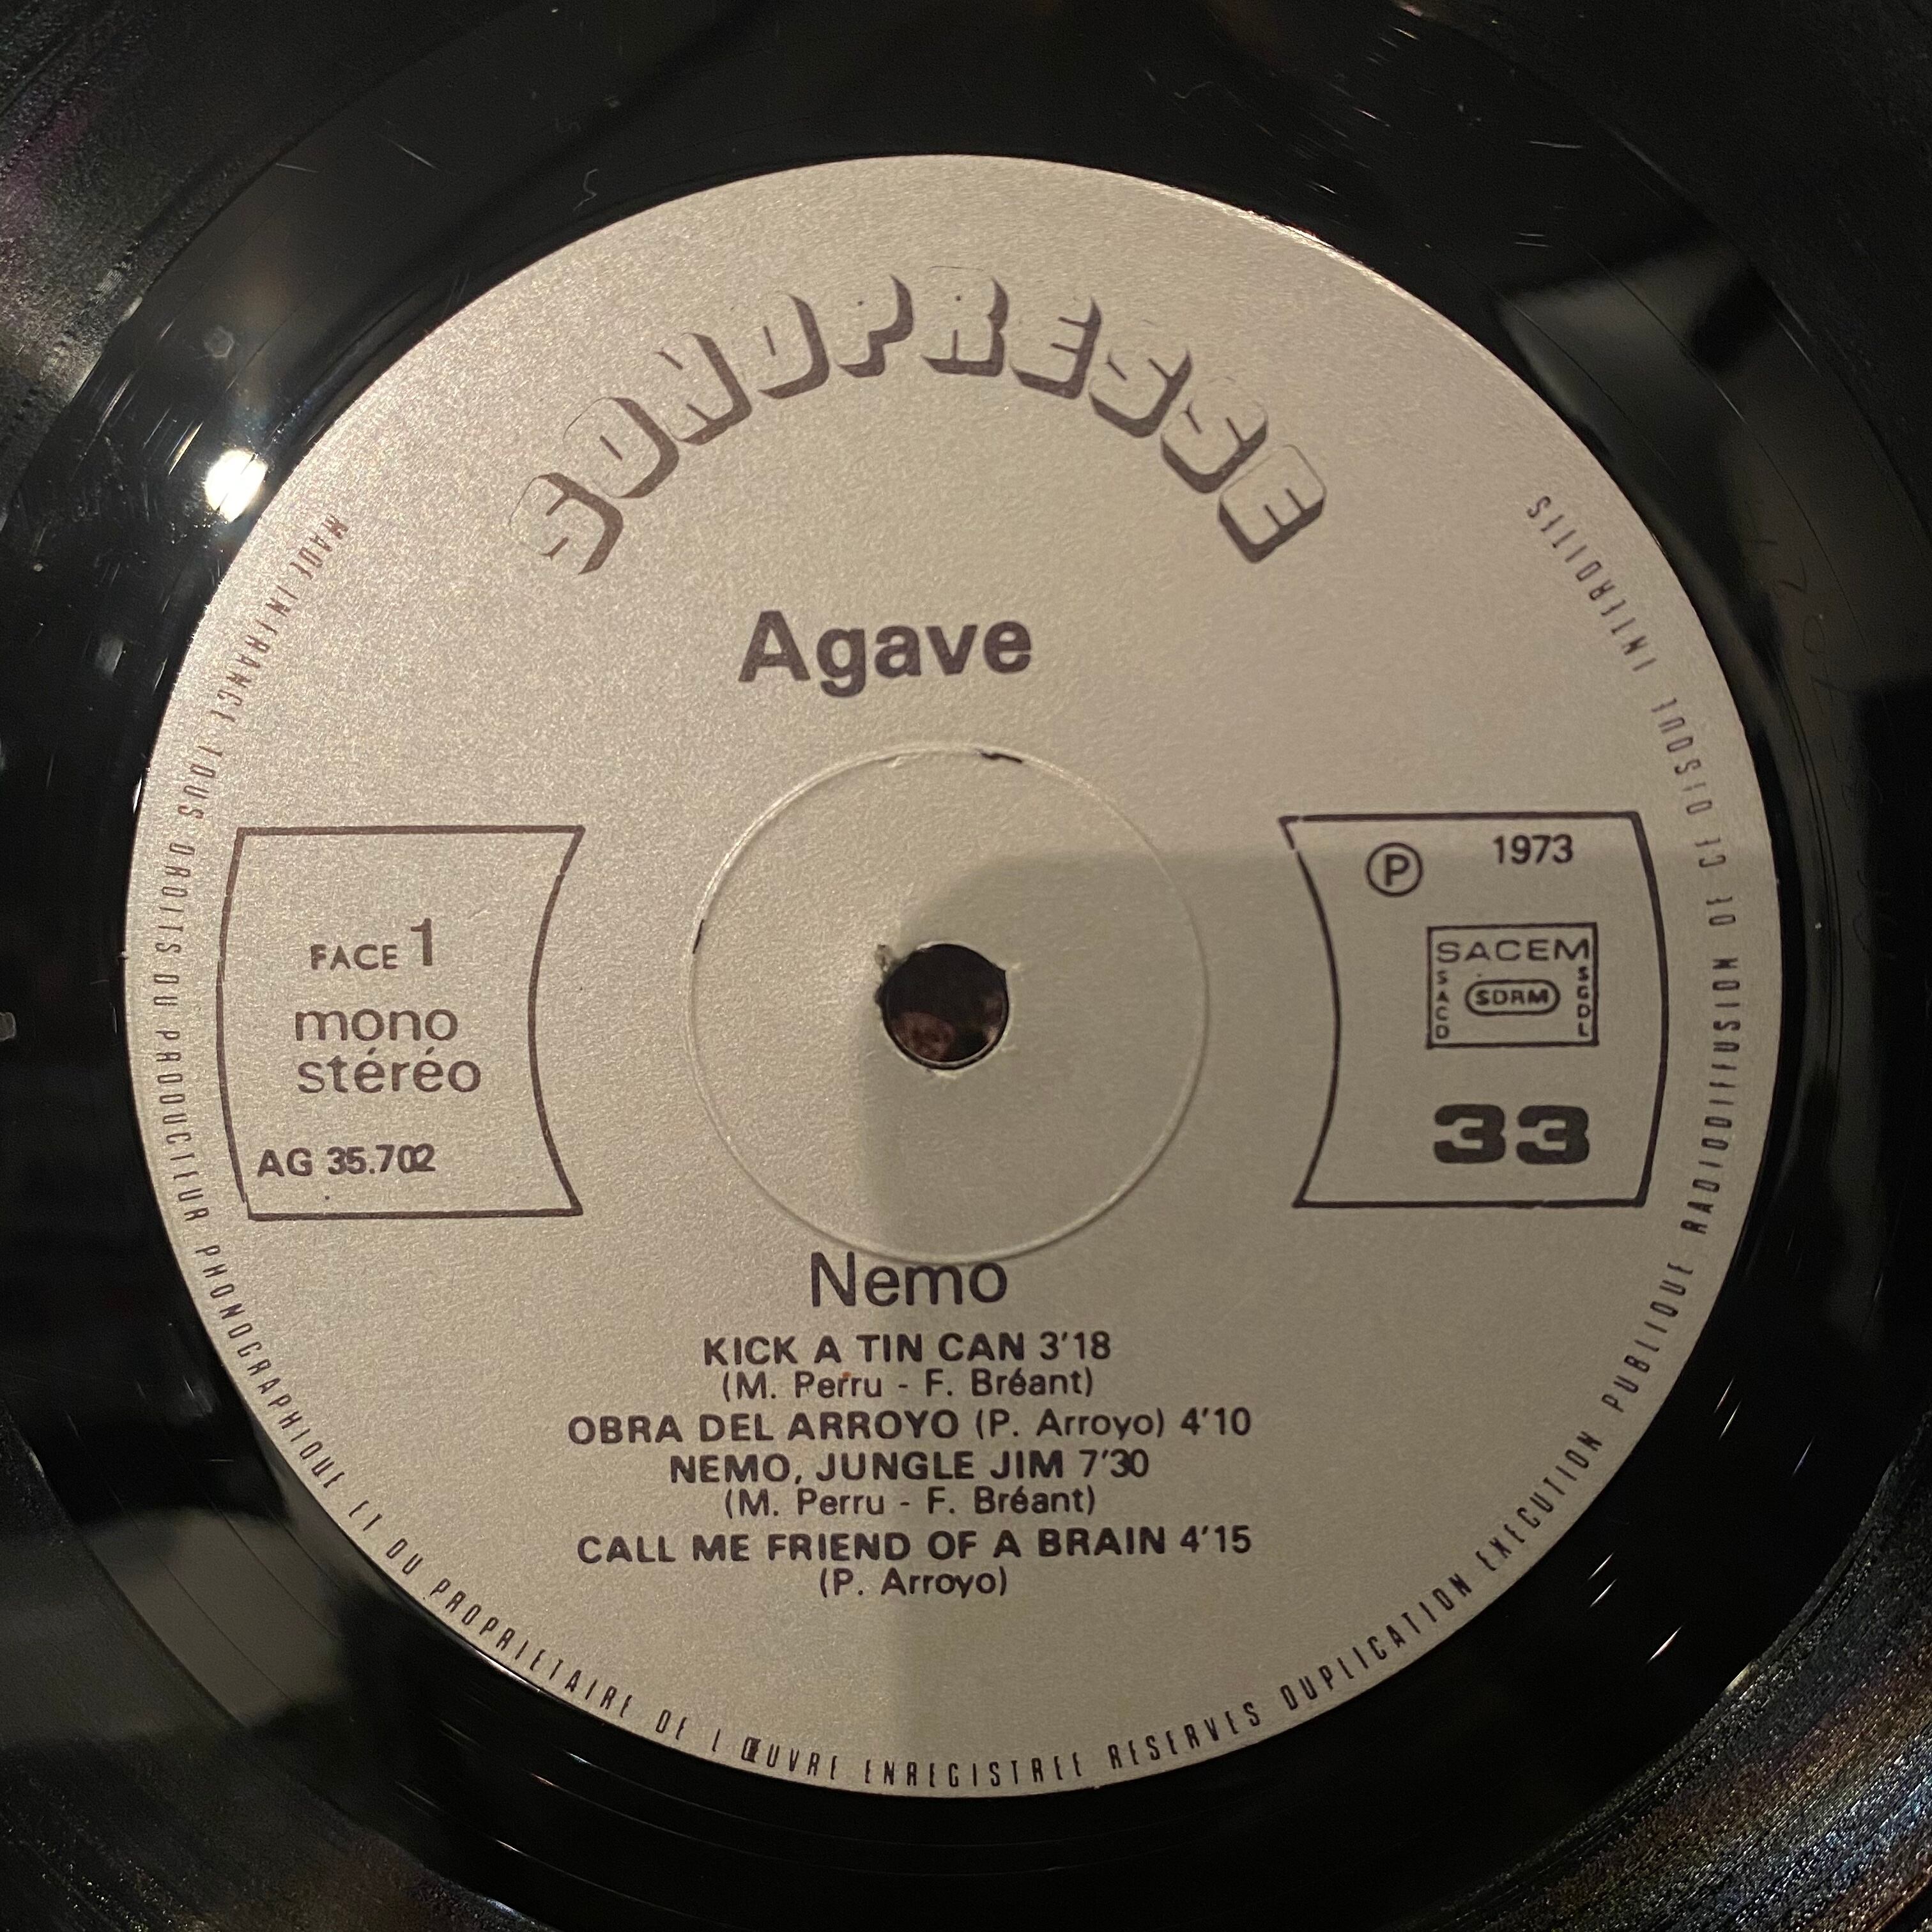 SONOPRESSE
Agave
FACE 1
mono
stéréo
AG 35.702
Ⓟ 1973
SACEM
SACD
SDRM
SGDL
33
Nemo
KICK A TIN CAN 3'18
(M. Perru - F. Bréant)
OBRA DEL ARROYO (P. Arroyo) 4'10
NEMO, JUNGLE JIM 7'30
(M. Perru - F. Bréant)
CALL ME FRIEND OF A BRAIN 4'15
(P. Arroyo)
MADE IN FRANCE TOUS DROITS DU PRODUCTEUR PHONOGRAPHIQUE ET DU PROPRIETAIRE DE L ŒUVRE ENREGISTREE RESERVES DUPLICATION EXECUTION PUBLIQUE RADIODIFFUSION DE CE DISQUE INTERDITES